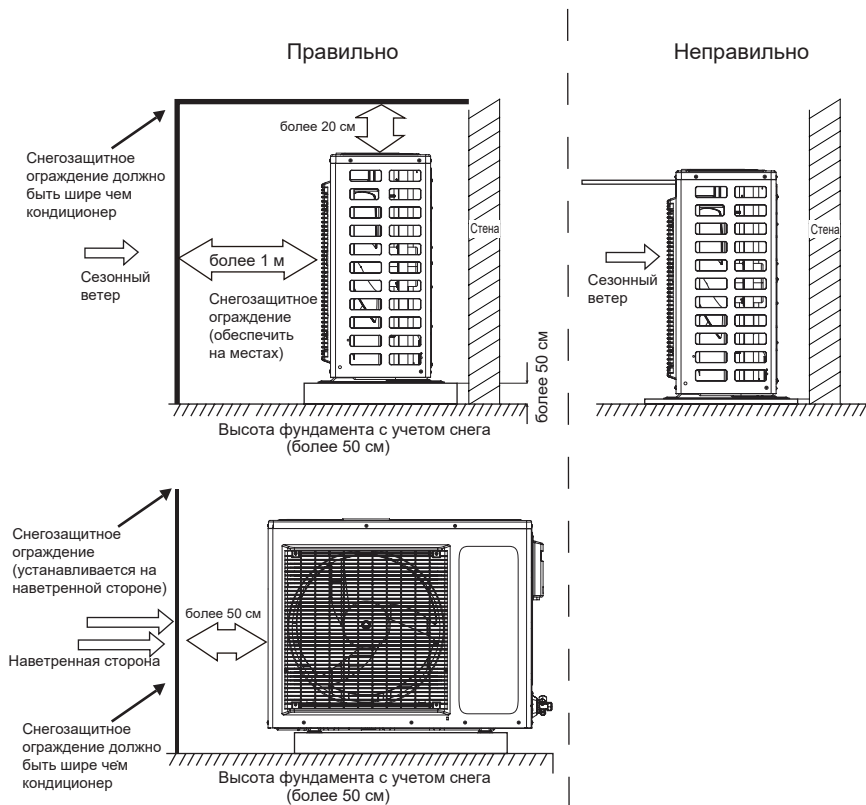 Правильно
Неправильно
более 20 см
Снегозащитное
ограждение должно
быть шире чем
кондиционер
Стена
Стена
более 1 м
Сезонный
ветер
Сезонный
ветер
Снегозащитное
ограждение
(обеспечить
на местах)
более 50 см
Высота фундамента с учетом снега
(более 50 см)
Снегозащитное
ограждение
(устанавливается на
наветренной стороне)
более 50 см
Наветренная сторона
Снегозащитное
ограждение должно
быть шире чем
кондиционер
Высота фундамента с учетом снега
(более 50 см)